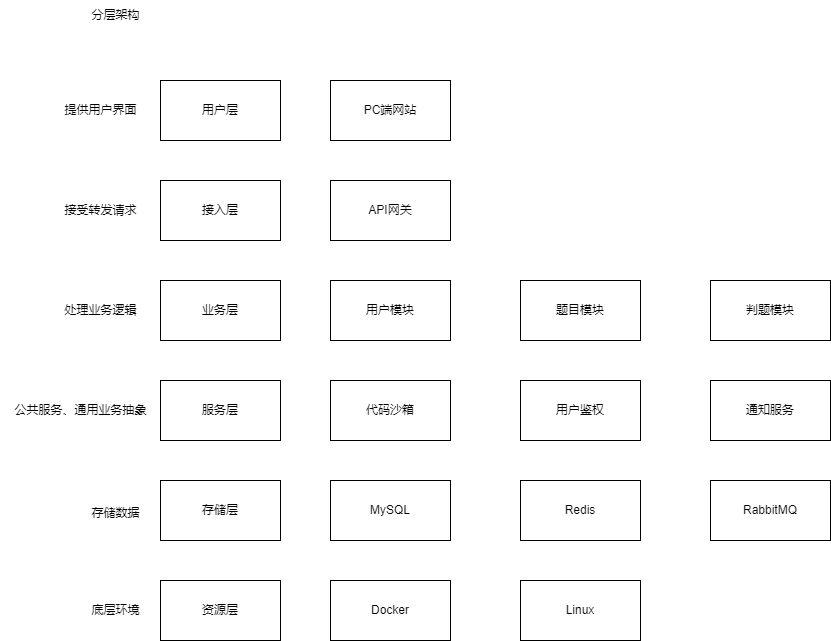 分层架构
提供用户界面 用户层 PC端网站
接受转发请求 接入层 API网关
处理业务逻辑 业务层 用户模块 题目模块 判题模块
公共服务、通用业务抽象 服务层 代码沙箱 用户鉴权 通知服务
存储数据 存储层 MySQL Redis RabbitMQ
底层环境 资源层 Docker Linux